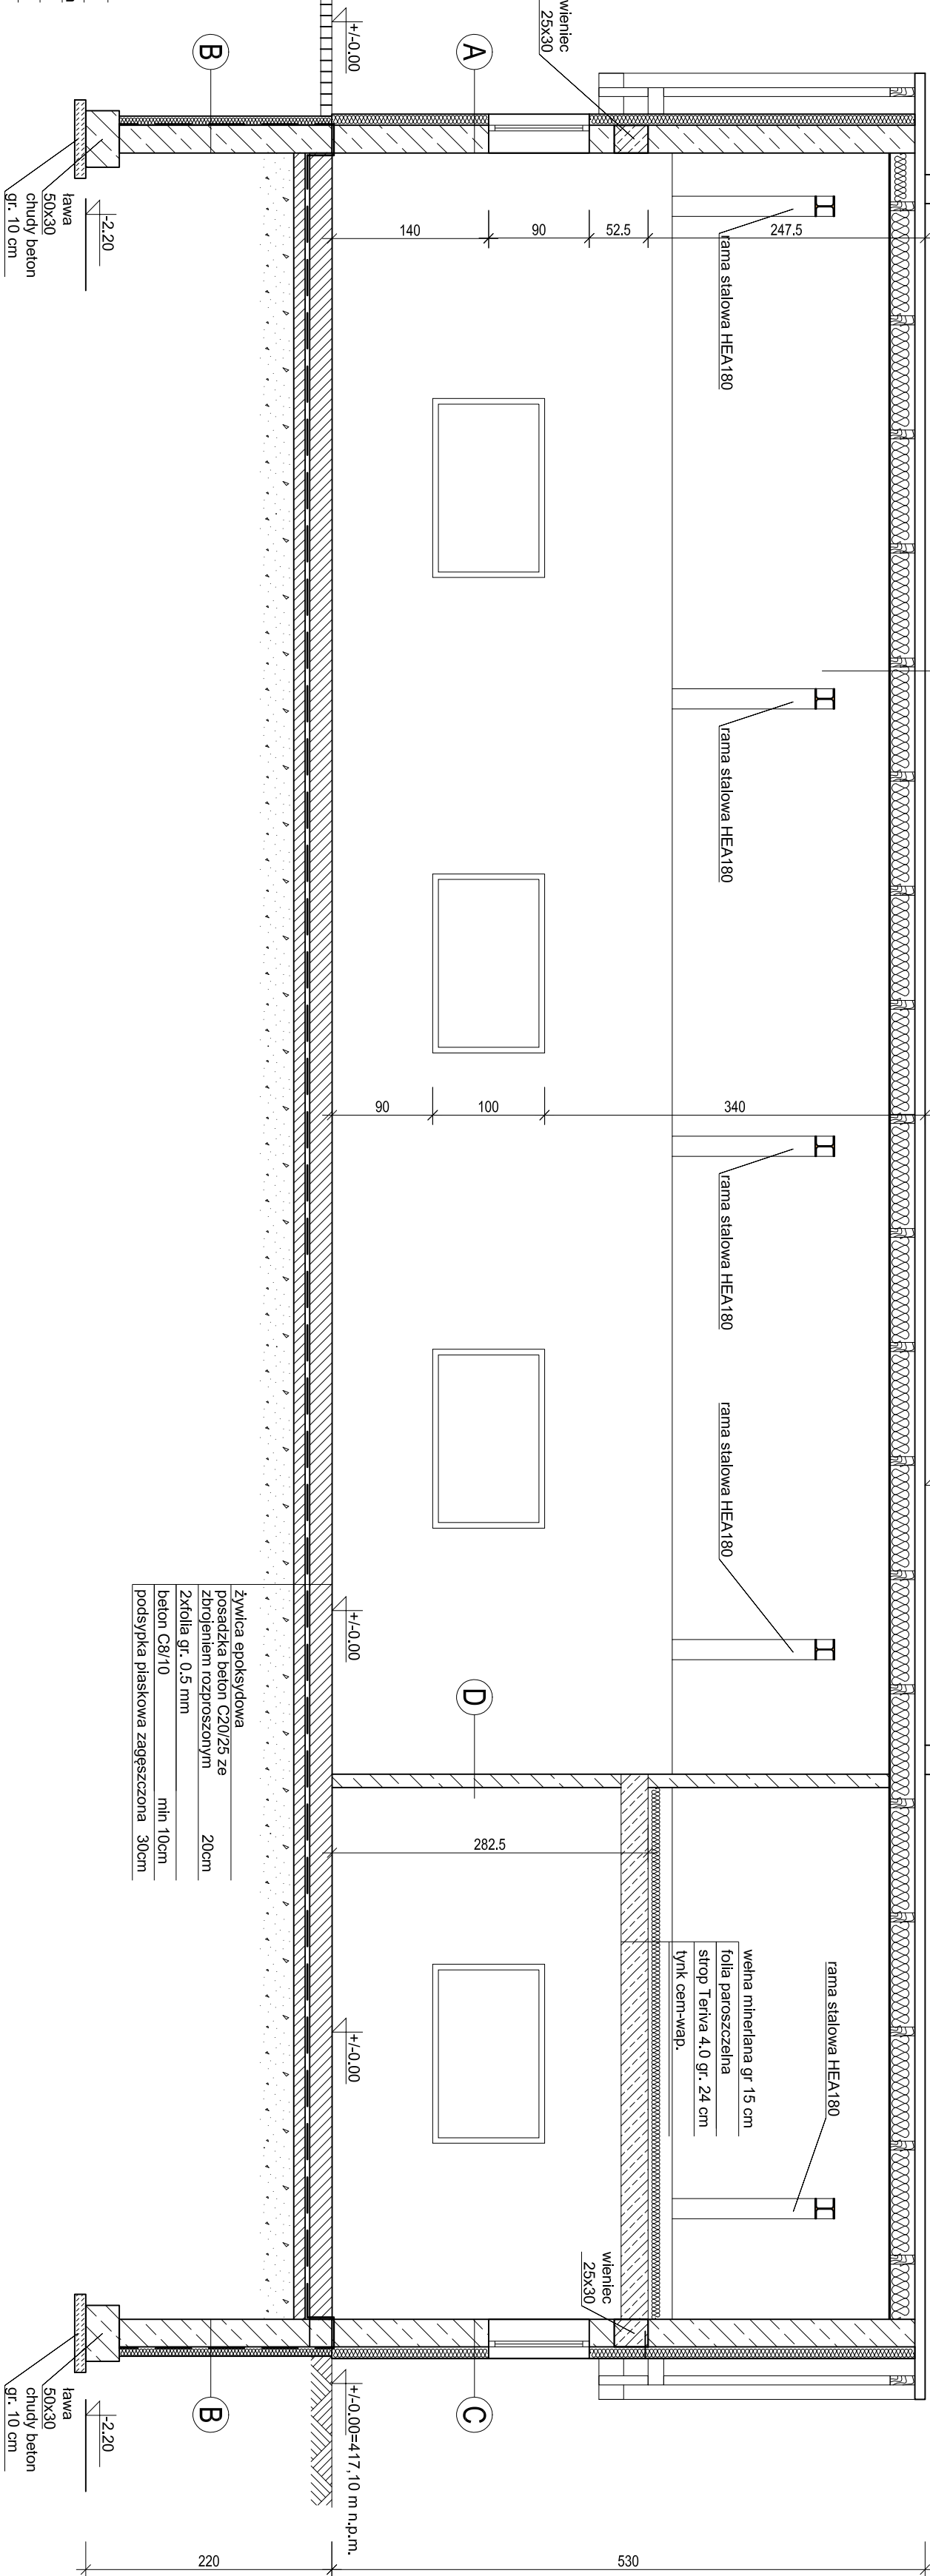 wieniec
25x30
+/-0.00
A
B
ława
50x30
chudy beton
gr. 10 cm
-2.20
140
90
52.5
247.5
rama stalowa HEA180
rama stalowa HEA180
90
100
340
rama stalowa HEA180
rama stalowa HEA180
+/-0.00
D
żywica epoksydowa
posadzka beton C20/25 ze
zbrojeniem rozproszonym 20cm
2xfolia gr. 0.5 mm
beton C8/10 min 10cm
podsypka piaskowa zagęszczona 30cm
282.5
wełna minerlana gr 15 cm
folia paroszczelna
strop Teriva 4.0 gr. 24 cm
tynk cem-wap.
rama stalowa HEA180
+/-0.00
wieniec
25x30
+/-0.00=417,10 m n.p.m.
C
B
ława
50x30
chudy beton
gr. 10 cm
-2.20
220
530